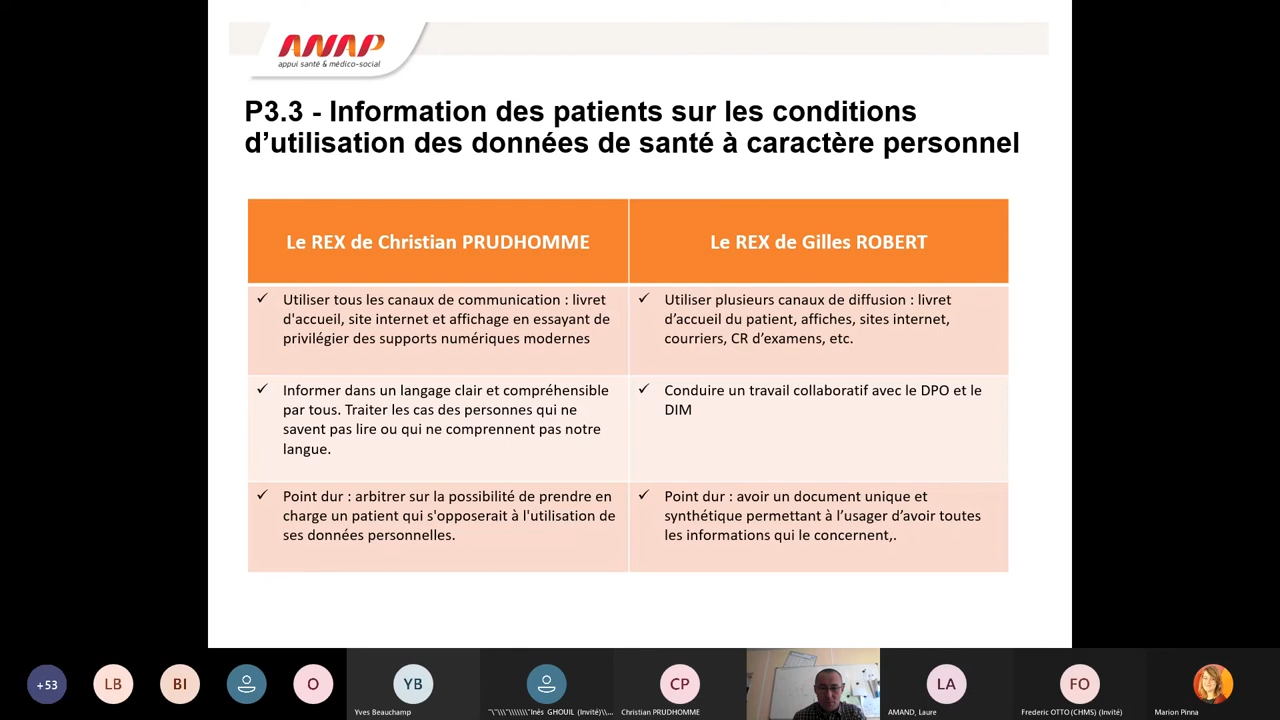 ANAP
appui santé & médico-social
P3.3 - Information des patients sur les conditions
d’utilisation des données de santé à caractère personnel
Le REX de Christian PRUDHOMME
Le REX de Gilles ROBERT
✓ Utiliser tous les canaux de communication : livret
d'accueil, site internet et affichage en essayant de
privilégier des supports numériques modernes
✓ Utiliser plusieurs canaux de diffusion : livret
d’accueil du patient, affiches, sites internet,
courriers, CR d’examens, etc.
✓ Informer dans un langage clair et compréhensible
par tous. Traiter les cas des personnes qui ne
savent pas lire ou qui ne comprennent pas notre
langue.
✓ Conduire un travail collaboratif avec le DPO et le
DIM
✓ Point dur : arbitrer sur la possibilité de prendre en
charge un patient qui s'opposerait à l'utilisation de
ses données personnelles.
✓ Point dur : avoir un document unique et
synthétique permettant à l’usager d’avoir toutes
les informations qui le concernent,.
+53
LB
BI
O
YB
Yves Beauchamp
"\"\\\"\\\\\\\"Inès GHOUIL (Invité)\\...
CP
Christian PRUDHOMME
LA
AMAND, Laure
FO
Frederic OTTO(CHMS) (Invité)
Marion Pinna